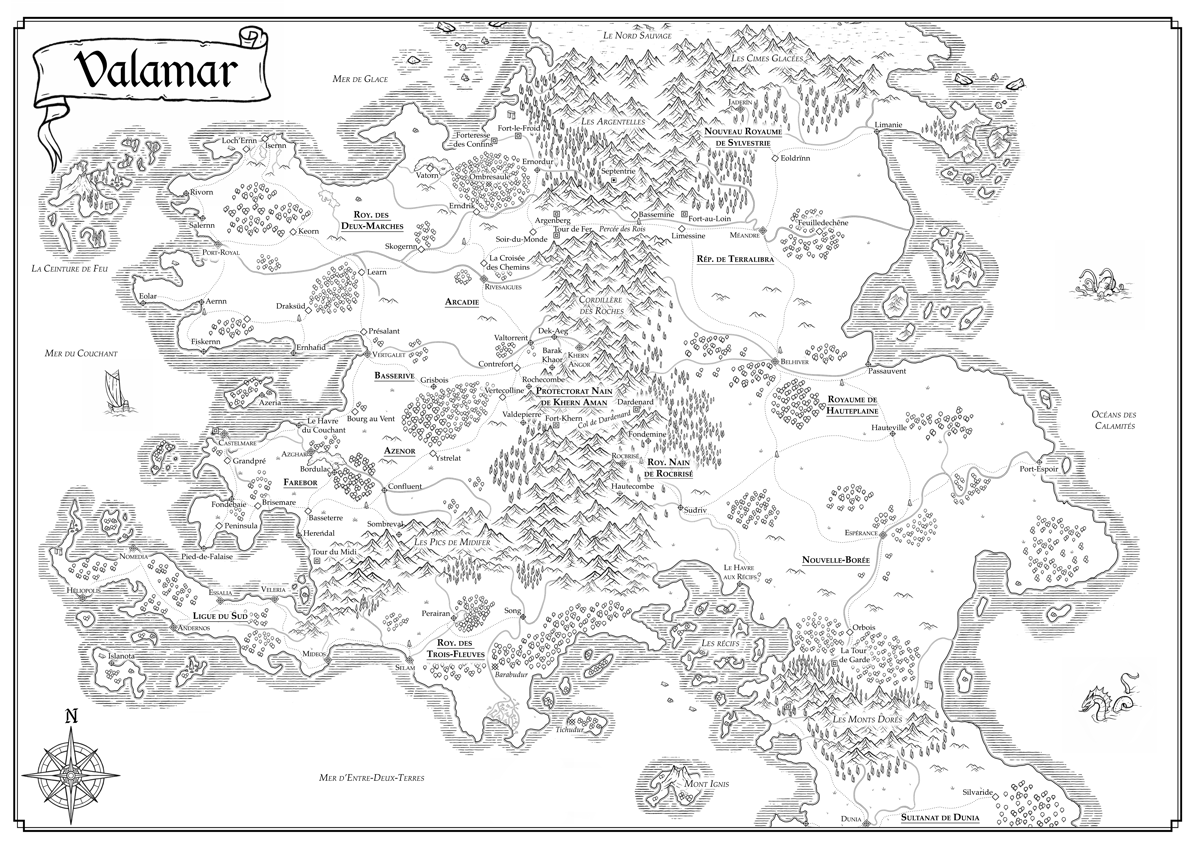 Valamar
Le Nord Sauvage
Les Cimes Glacées
Mer de Glace
Jaderin
Les Argentelles
Fort-le-Froid
Forteresse
des Confins
Nouveau Royaume
de Sylvestrie
Limanie
Loch Ernn
Isernn
Eoldrinn
Ernordur
Vatorn
Ombresaule
Septentrie
Rivorn
Erndrik
Roy. des
Deux-Marches
Salernn
Keorn
Argenberg
Bassemine
Fort-au-Loin
Feuilledechêne
Tour de Fer
Percée des Rois
Limessine
Méandre
Soir-du-Monde
Skogern
Port-Royal
Rép. de Terralibra
La Croisée
des Chemins
La Ceinture de Feu
Learn
Rivesaigues
Eolar
Aernn
Draksüd
Arcadie
Cordillère
des Roches
Présalant
Dek-Aeg
Valtorrent
Fiskernn
Ernhafid
Vertgalet
Barak
Khaor
Khern
Angor
Mer du Couchant
Contrefort
Belhiver
Passauvent
Basserive
Grisbois
Rochecombe
Vertecolline
Protectorat Nain
de Khern Aman
Azeria
Royaume de
Hauteplaine
Dardenard
Valdepierre
Fort-Khern
Col de Dardenard
Bourg au Vent
Océans des
Calamités
Le Havre
du Couchant
Hauteville
Fondemine
Castelmare
Azghar
Azenor
Ystrelat
Rocbrise
Grandpré
Bordulac
Roy. Nain
de Rocbrisé
Port-Espoir
Farebor
Confluent
Hautecombe
Fondebaie
Brisemare
Basseterre
Sudriv
Peninsula
Sombreval
Herendal
Les Pics de Midifer
Espérance
Nomedia
Pied-de-Falaise
Tour du Midi
Nouvelle-Borée
Le Havre
aux Récifs
Héliopolis
Essalia
Veleria
Ligue du Sud
Peraïran
Song
Andernos
Orbois
Les récifs
Roy. des
Trois-Fleuves
La Tour
de Garde
Islanota
Mideos
Selam
Barabudur
N
Tichudur
Les Monts Dorés
Mer d'Entre-Deux-Terres
Mont Ignis
Silvaride
Dunia
Sultanat de Dunia